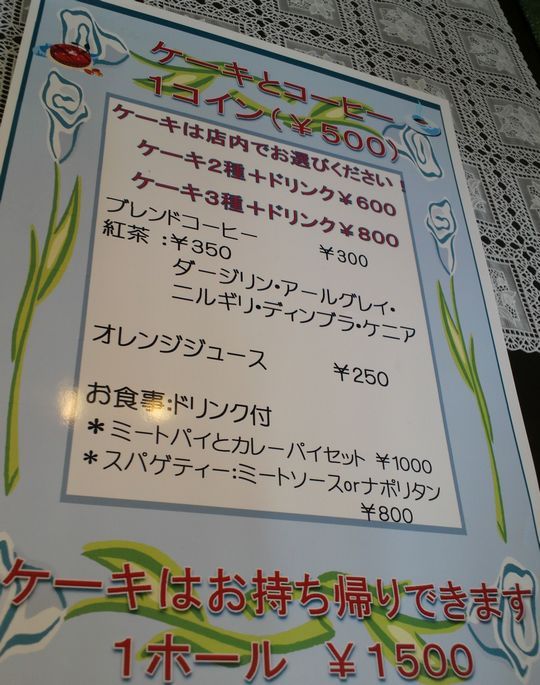 ケーキとコーヒー
1コイン(￥500)
ケーキは店内でお選びください!
ケーキ2種＋ドリンク￥600
ケーキ3種＋ドリンク￥800
ブレンドコーヒー ￥300
紅茶：￥350
ダージリン・アールグレイ・
ニルギリ・ディンブラ・ケニア
オレンジジュース ￥250
お食事:ドリンク付
＊ミートパイとカレーパイセット ￥1000
＊スパゲティー:ミートソースorナポリタン
￥800
ケーキはお持ち帰りできます
1ホール ￥1500